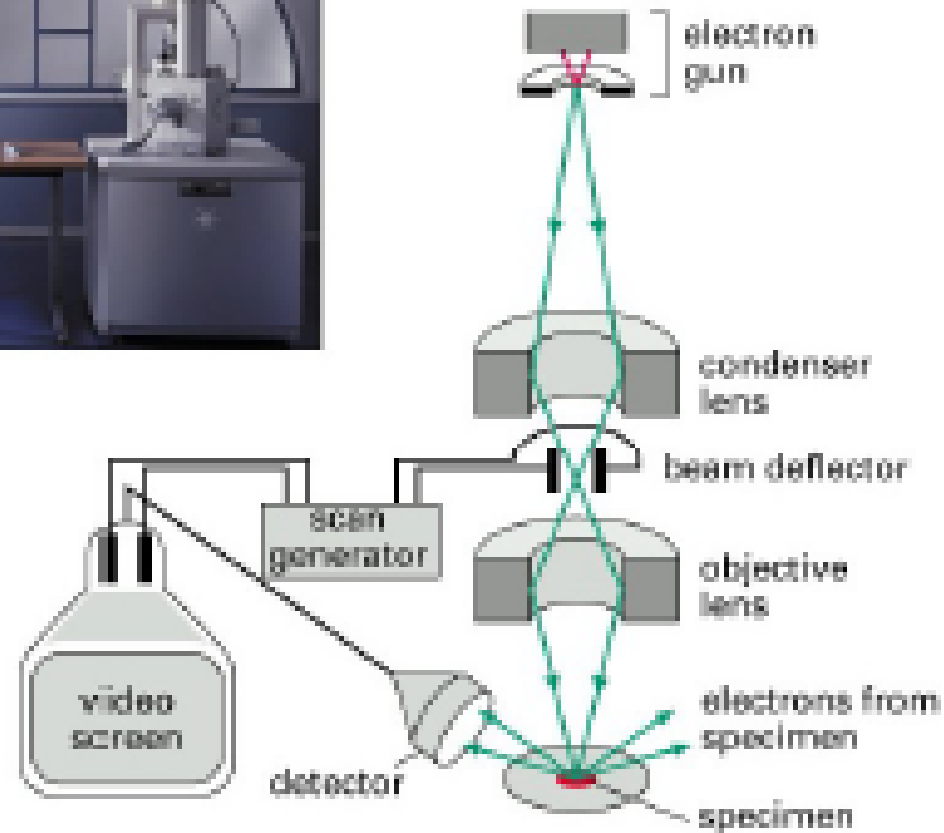 electron
gun
condenser
lens
beam deflector
scan
generator
objective
lens
video
screen
electrons from
specimen
detector
specimen